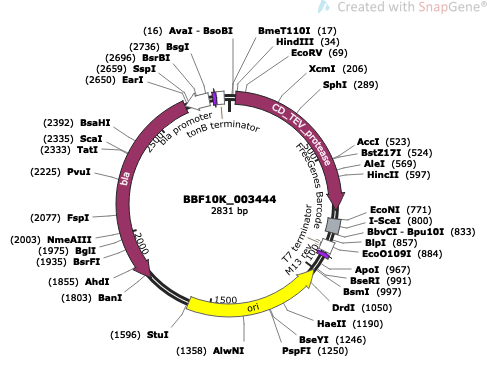 Created with SnapGene®
(16) AvaI - BsoBI
BmeT110I (17)
(2736) BsgI
HindIII (34)
(2696) BsrBI
EcoRV (69)
(2659) SspI
XcmI (206)
(2650) EarI
SphI (289)
bla promoter
tonB terminator
CD_TEV_protease
2500
500
(2392) BsaHI
(2335) ScaI
(2333) TatI
AccI (523)
BstZ17I (524)
AleI (569)
HincII (597)
(2225) PvuI
bla
FreeGenes Barcode
BBF10K_003444
2831 bp
(2077) FspI
EcoNI (771)
I-SceI (800)
BbvCI - Bpu10I (833)
BlpI (857)
EcoO109I (884)
T7 terminator
M13 rev
1000
2000
(2003) NmeAIII
(1975) BglI
(1935) BsrFI
(1855) AhdI
(1803) BanI
ApoI (967)
BseRI (991)
BsmI (997)
DrdI (1050)
HaeII (1190)
1500
ori
(1596) StuI
BseYI (1246)
(1358) AlwNI
PspFI (1250)